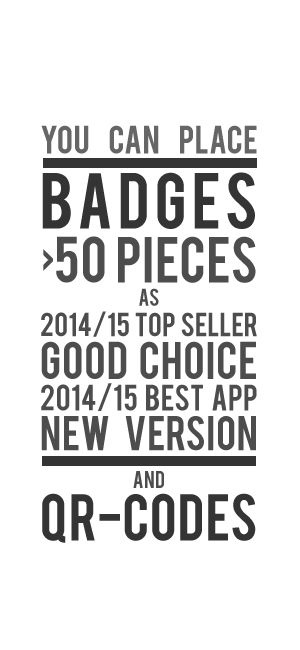 YOU CAN PLACE
BADGES
>50 PIECES
AS
2014/15 TOP SELLER
GOOD CHOICE
2014/15 BEST APP
NEW VERSION
AND
QR-CODES